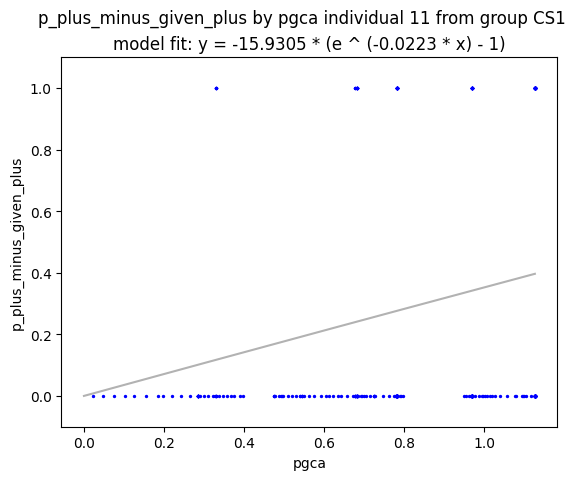 p_plus_minus_given_plus by pgca individual 11 from group CS1
model fit: y = -15.9305 * (e ^ (-0.0223 * x) - 1)
1.0
0.8
0.6
0.4
0.2
0.0
p_plus_minus_given_plus
0.0 0.2 0.4 0.6 0.8 1.0
pgca